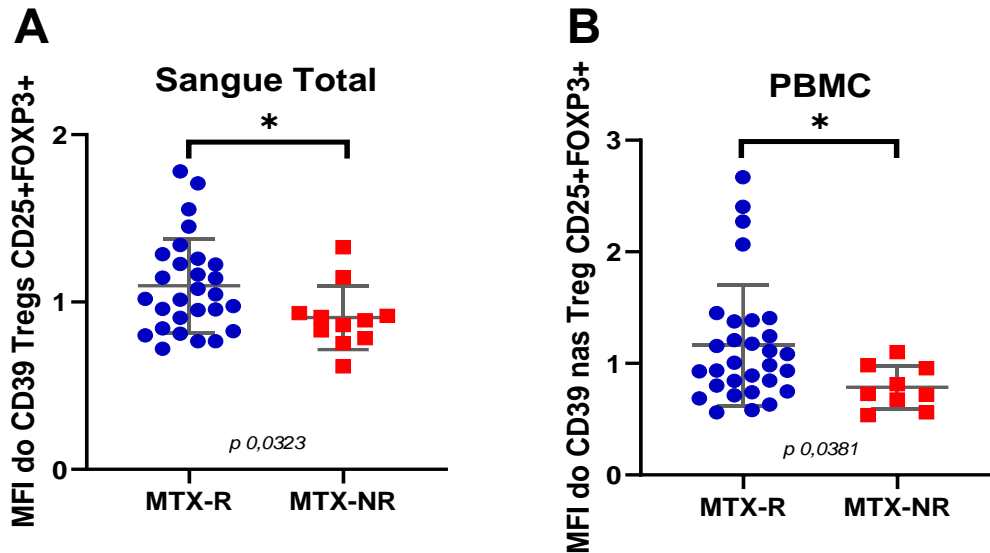 A
MFI do CD39 Tregs CD25+FOXP3+
Sangue Total
*
2
1
0
p 0,0323
MTX-R
MTX-NR
B
MFI do CD39 nas Treg CD25+FOXP3+
PBMC
*
3
2
1
0
p 0,0381
MTX-R
MTX-NR